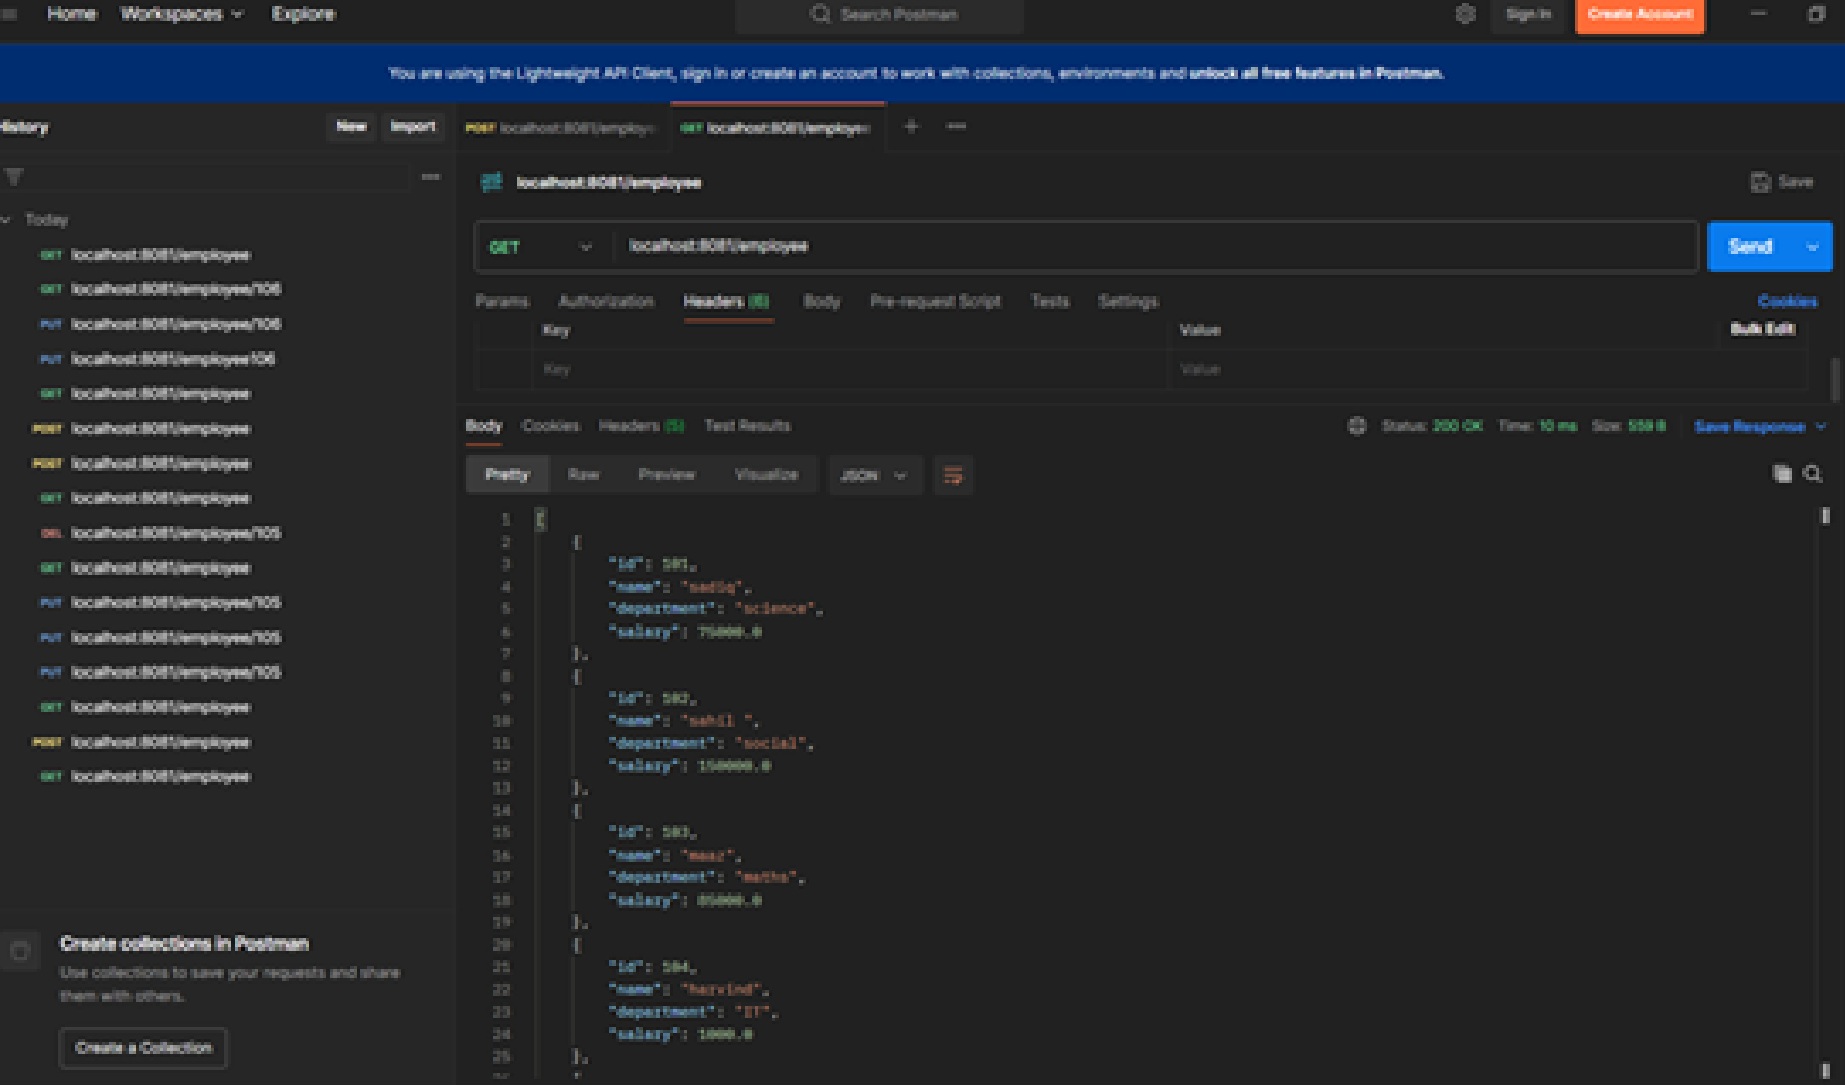 Home Workspaces Explore Search Postman Sign In Create Account
You are using the Lightweight API Client, sign in or create an account to work with collections, environments and unlock all free features in Postman.
History New Import
POST localhost:8081/employ
GET localhost:8081/employe
localhost:8081/employee Save
Today
GET localhost:8081/employee
GET localhost:8081/employee/106
PUT localhost:8081/employee/106
PUT localhost:8081/employee106
GET localhost:8081/employee
POST localhost:8081/employee
POST localhost:8081/employee
GET localhost:8081/employee
DEL localhost:8081/employee/105
GET localhost:8081/employee
PUT localhost:8081/employee/105
PUT localhost:8081/employee/105
PUT localhost:8081/employee/105
GET localhost:8081/employee
POST localhost:8081/employee
GET localhost:8081/employee
Create collections in Postman
Use collections to save your requests and share
them with others.
Create a Collection
GET localhost:8081/employee Send
Params Authorization Headers (6) Body Pre-request Script Tests Settings Cookies
Key Value Bulk Edit
Key Value
Body Cookies Headers (5) Test Results Status: 200 OK Time: 10 ms Size: 559 B Save Response
Pretty Raw Preview Visualize JSON
1 [
2 {
3 "id": 101,
4 "name": "sadiq",
5 "department": "science",
6 "salary": 75000.0
7 },
8 {
9 "id": 102,
10 "name": "sahil ",
11 "department": "social",
12 "salary": 150000.0
13 },
14 {
15 "id": 103,
16 "name": "maaz",
17 "department": "maths",
18 "salary": 85000.0
19 },
20 {
21 "id": 104,
22 "name": "harvind",
23 "department": "IT",
24 "salary": 1000.0
25 },